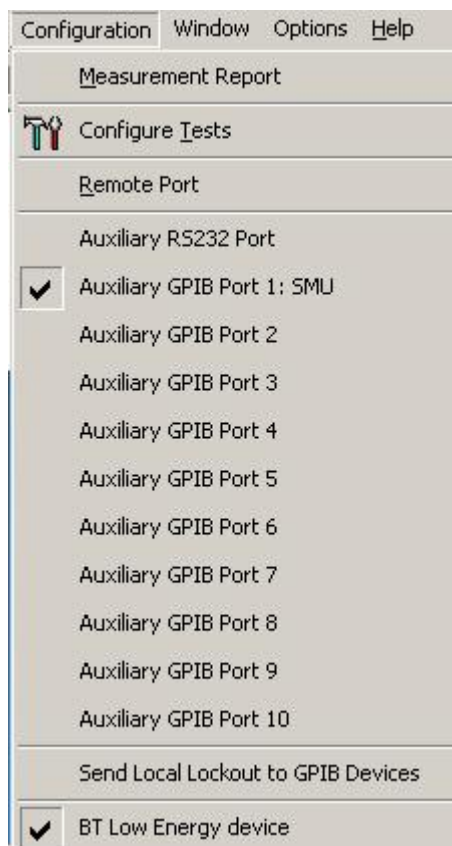 Configuration Window Options Help
Measurement Report
Configure Tests
Remote Port
Auxiliary RS232 Port
Auxiliary GPIB Port 1: SMU
Auxiliary GPIB Port 2
Auxiliary GPIB Port 3
Auxiliary GPIB Port 4
Auxiliary GPIB Port 5
Auxiliary GPIB Port 6
Auxiliary GPIB Port 7
Auxiliary GPIB Port 8
Auxiliary GPIB Port 9
Auxiliary GPIB Port 10
Send Local Lockout to GPIB Devices
BT Low Energy device